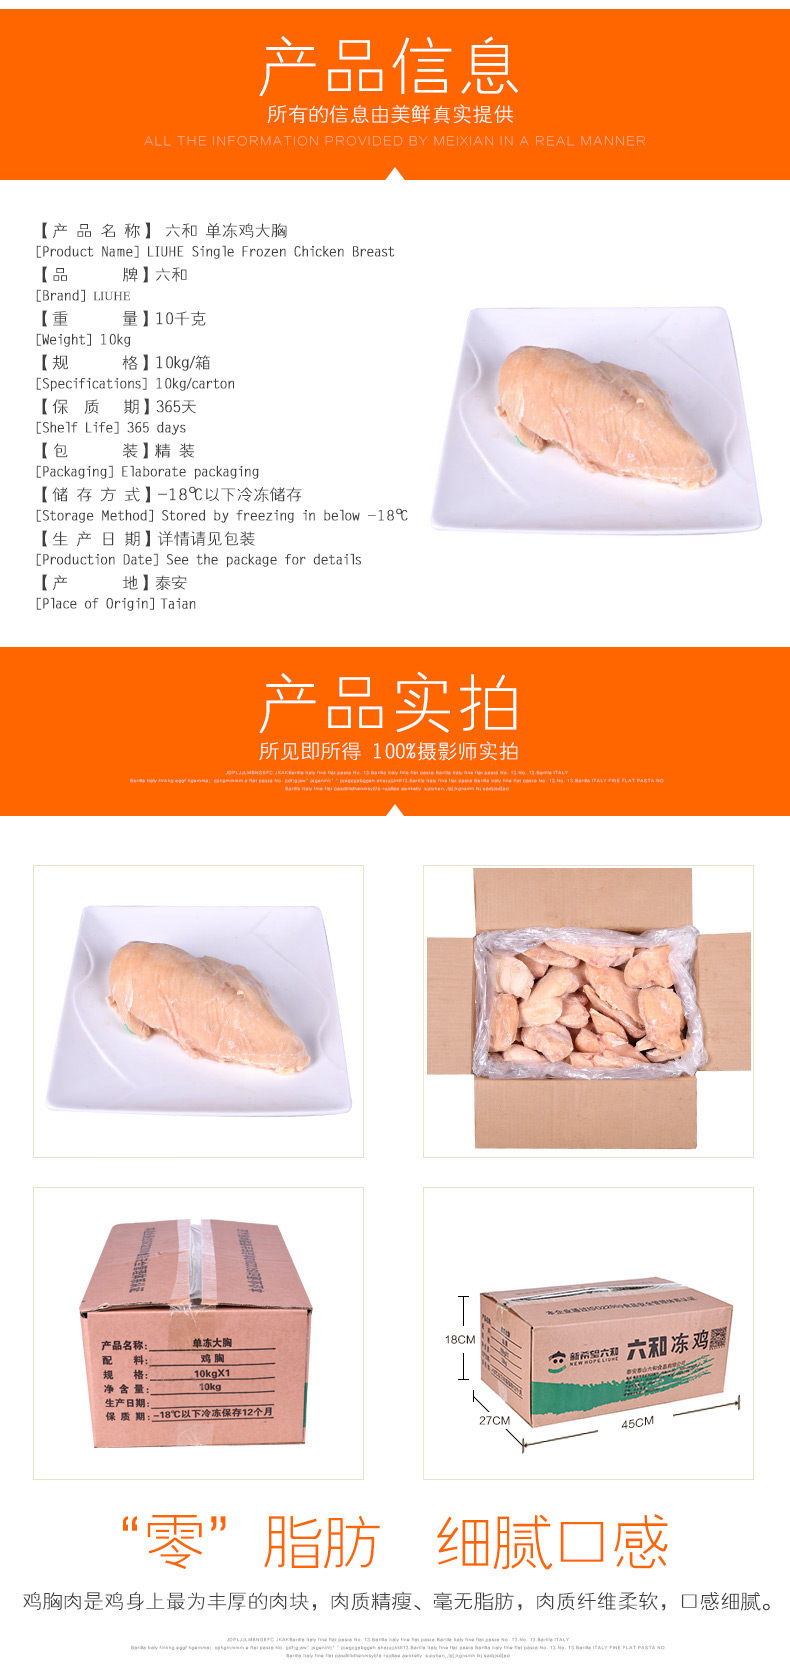 产品信息
所有的信息由美鲜真实提供
ALL THE INFORMATION PROVIDED BY MEIXIAN IN A REAL MANNER
【产 品 名 称】 六和 单冻鸡大胸
[Product Name] LIUHE Single Frozen Chicken Breast
【品 牌】六和
[Brand] LIUHE
【重 量】10千克
[Weight] 10kg
【规 格】10kg/箱
[Specifications] 10kg/carton
【保 质 期】365天
[Shelf Life] 365 days
【包 装】精 装
[Packaging] Elaborate packaging
【储 存 方 式】-18℃以下冷冻储存
[Storage Method] Stored by freezing in below -18℃
【生 产 日 期】详情请见包装
[Production Date] See the package for details
【产 地】泰安
[Place of Origin] Taian
产品实拍
所见即所得 100%摄影师实拍
产品名称: 单冻大胸
配 料: 鸡胸
规 格: 10kgX1
净含量: 10kg
生产日期:
保质期: -18℃以下冷冻保存12个月
新希望六和
NEW HOPE LIUHE
六和冻鸡
泰安泰山六和食品有限公司
18CM
27CM
45CM
“零”脂肪 细腻口感
鸡胸肉是鸡身上最为丰厚的肉块，肉质精瘦、毫无脂肪，肉质纤维柔软，口感细腻。